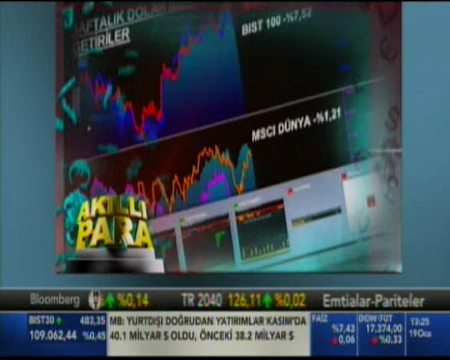 HAFTALIK DOLAR
GETİRİLER
BIST 100 -%7,52
MSCI DÜNYA -%1,21
AKILLI
PARA
Bloomberg %0,14 TR 2040 126,11 %0,02 Emtialar-Pariteler
BIST30 483,35
109.062,44 %0,45
MB: YURTDIŞI DOĞRUDAN YATIRIMLAR KASIM'DA
40.1 MİLYAR $ OLDU, ÖNCEKİ 38.2 MİLYAR $
FAİZ
%7,43
0,06
DOW FUT
17.374,00
%0,33
13:25
19 Oca